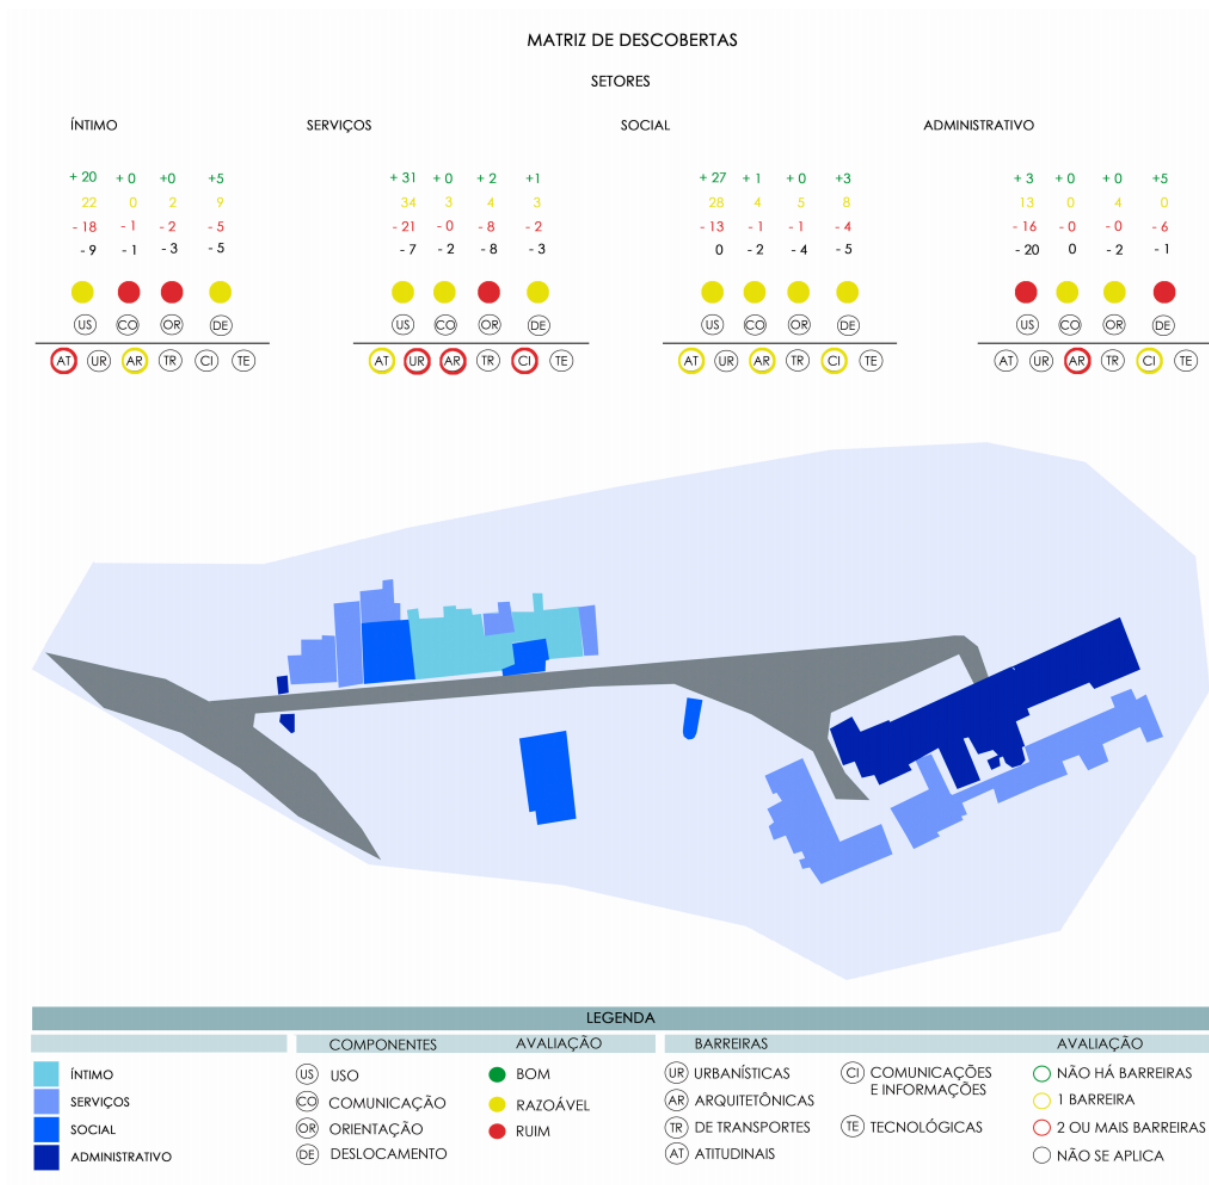 MATRIZ DE DESCOBERTAS
SETORES
ÍNTIMO SERVIÇOS SOCIAL ADMINISTRATIVO
+ 20 + 0 +0 +5 + 31 + 0 + 2 +1 + 27 + 1 + 0 +3 + 3 + 0 + 0 +5
22 0 2 9 34 3 4 3 28 4 5 8 13 0 4 0
- 18 - 1 - 2 - 5 - 21 - 0 - 8 - 2 - 13 - 1 - 1 - 4 - 16 - 0 - 0 - 6
- 9 - 1 - 3 - 5 - 7 - 2 - 8 - 3 0 - 2 - 4 - 5 - 20 0 - 2 - 1
US CO OR DE US CO OR DE US CO OR DE US CO OR DE
AT UR AR TR CI TE AT UR AR TR CI TE AT UR AR TR CI TE AT UR AR TR CI TE
LEGENDA
COMPONENTES AVALIAÇÃO BARREIRAS AVALIAÇÃO
ÍNTIMO
SERVIÇOS
SOCIAL
ADMINISTRATIVO
US USO
CO COMUNICAÇÃO
OR ORIENTAÇÃO
DE DESLOCAMENTO
BOM
RAZOÁVEL
RUIM
UR URBANÍSTICAS
AR ARQUITETÔNICAS
TR DE TRANSPORTES
AT ATITUDINAIS
CI COMUNICAÇÕES
E INFORMAÇÕES
TE TECNOLÓGICAS
NÃO HÁ BARREIRAS
1 BARREIRA
2 OU MAIS BARREIRAS
NÃO SE APLICA